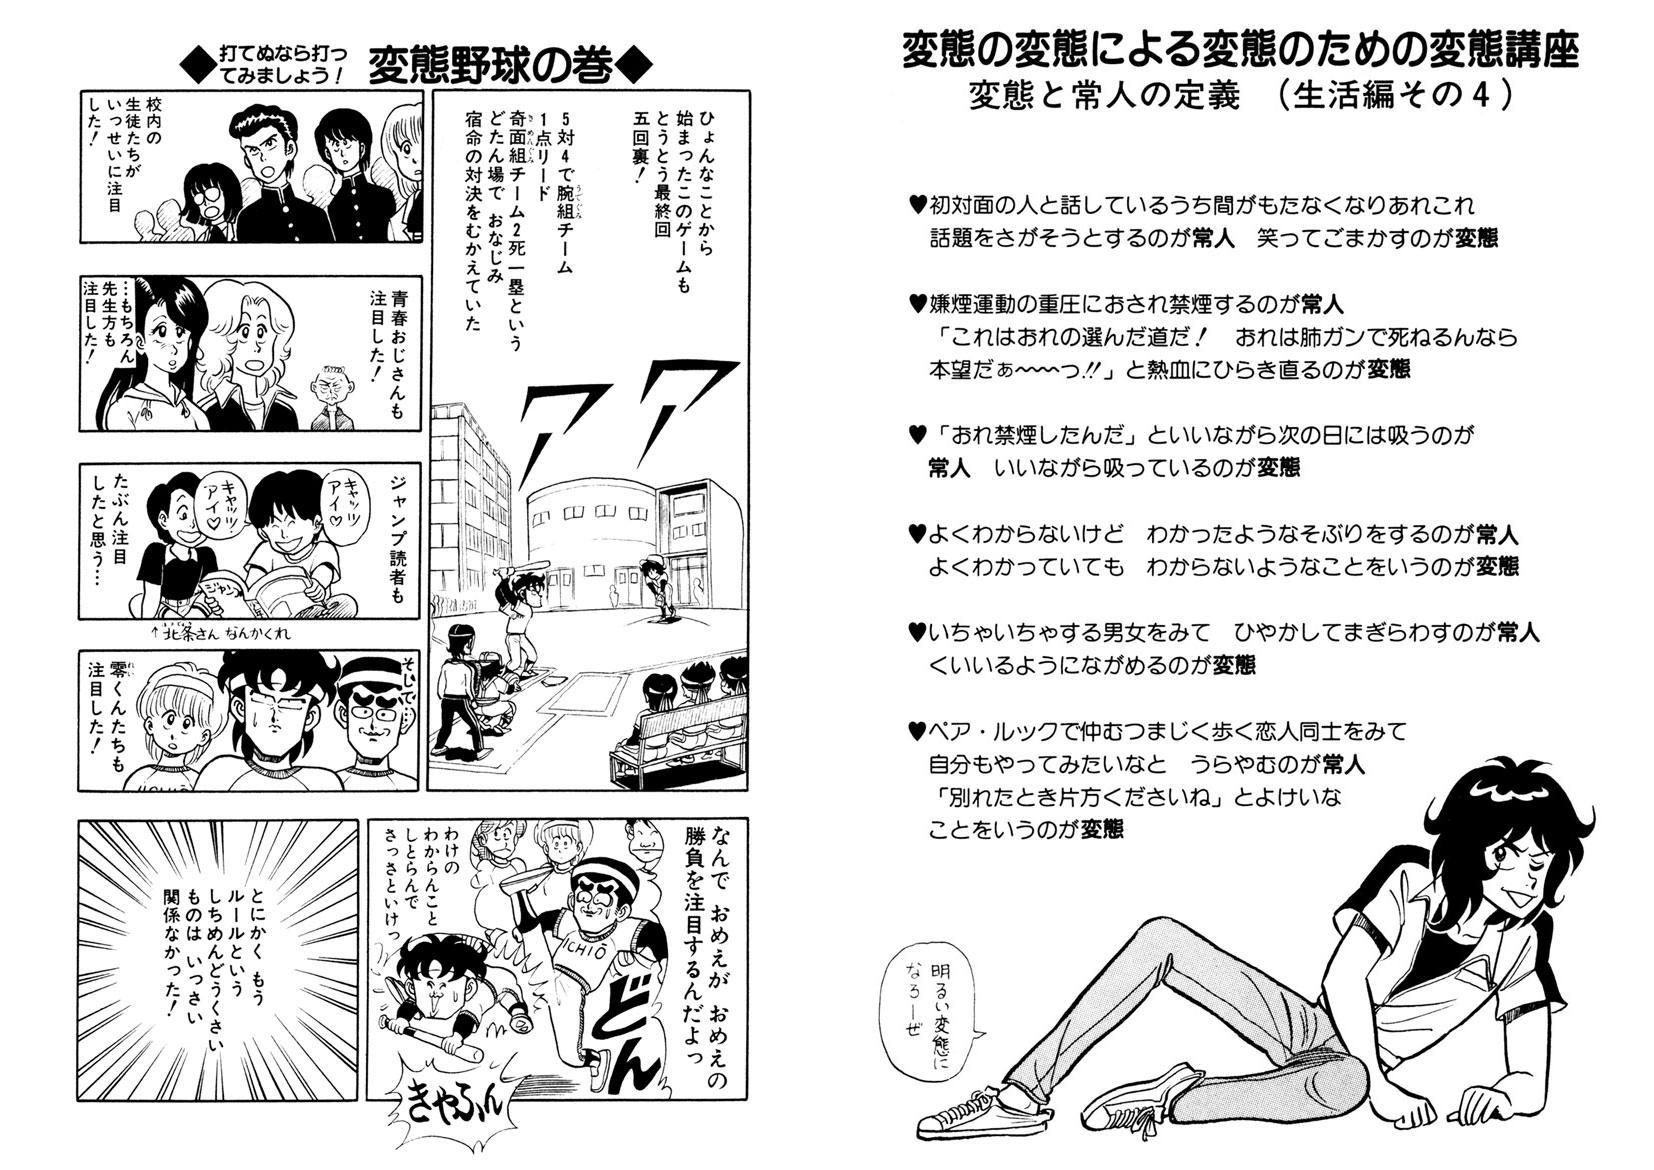 変態の変態による変態のための変態講座
変態と常人の定義　（生活編その４）
♥初対面の人と話しているうち間がもたなくなりあれこれ
話題をさがそうとするのが常人　笑ってごまかすのが変態
♥嫌煙運動の重圧におされ禁煙するのが常人
「これはおれの選んだ道だ！　おれは肺ガンで死ねるんなら
本望だぁ〜〜〜っ!!」と熱血にひらき直るのが変態
♥「おれ禁煙したんだ」といいながら次の日には吸うのが
常人　いいながら吸っているのが変態
♥よくわからないけど　わかったようなそぶりをするのが常人
よくわかっていても　わからないようなことをいうのが変態
♥いちゃいちゃする男女をみて　ひやかしてまぎらわすのが常人
くいいるようにながめるのが変態
♥ペア・ルックで仲むつまじく歩く恋人同士をみて
自分もやってみたいなと　うらやむのが常人
「別れたとき片方くださいね」とよけいな
ことをいうのが変態
明るい変態に
なろーぜ
◆打てぬなら打っ
てみましょう！
変態野球の巻◆
ひょんなことから
始まったこのゲームも
とうとう最終回
五回裏！
5対4で腕組チーム
うでぐみ
1点リード
奇面組チーム2死一塁という
きめんぐみ
どたん場で　おなじみ
宿命の対決をむかえていた
アア
校内の
生徒たちが
いっせいに注目
した！
青春おじさんも
注目した！
…もちろん
先生方も
注目した！
ジャンプ読者も
キャッツ
アイ♡
キャッツ
アイ♡
ジャンプ
たぶん注目
したと思う…
↑北条さん なんかくれ
ほうじょう
そして…
零くんたちも
れい
注目した！
ICHIO
なんで　おめえが　おめえの
勝負を注目するんだよっ
わけの
わからんこと
しとらんで
さっさといけっ
ICHIŌ
どん
きゃふん
とにかく　もう
ルールという
しちめんどうくさい
ものは　いっさい
関係なかった！